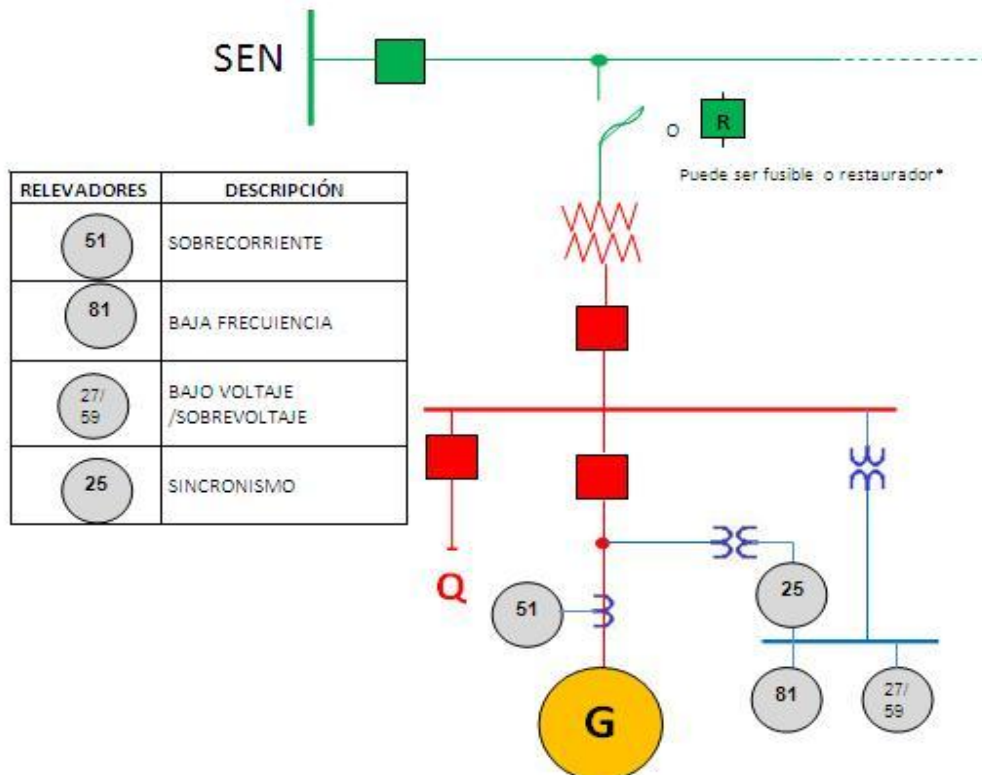 SEN
O
R
Puede ser fusible o restaurador*
RELEVADORES DESCRIPCIÓN
51 SOBRECORRIENTE
81 BAJA FRECUIENCIA
27/
59
BAJO VOLTAJE
/SOBREVOLTAJE
25 SINCRONISMO
Q
51
25
81
27/
59
G